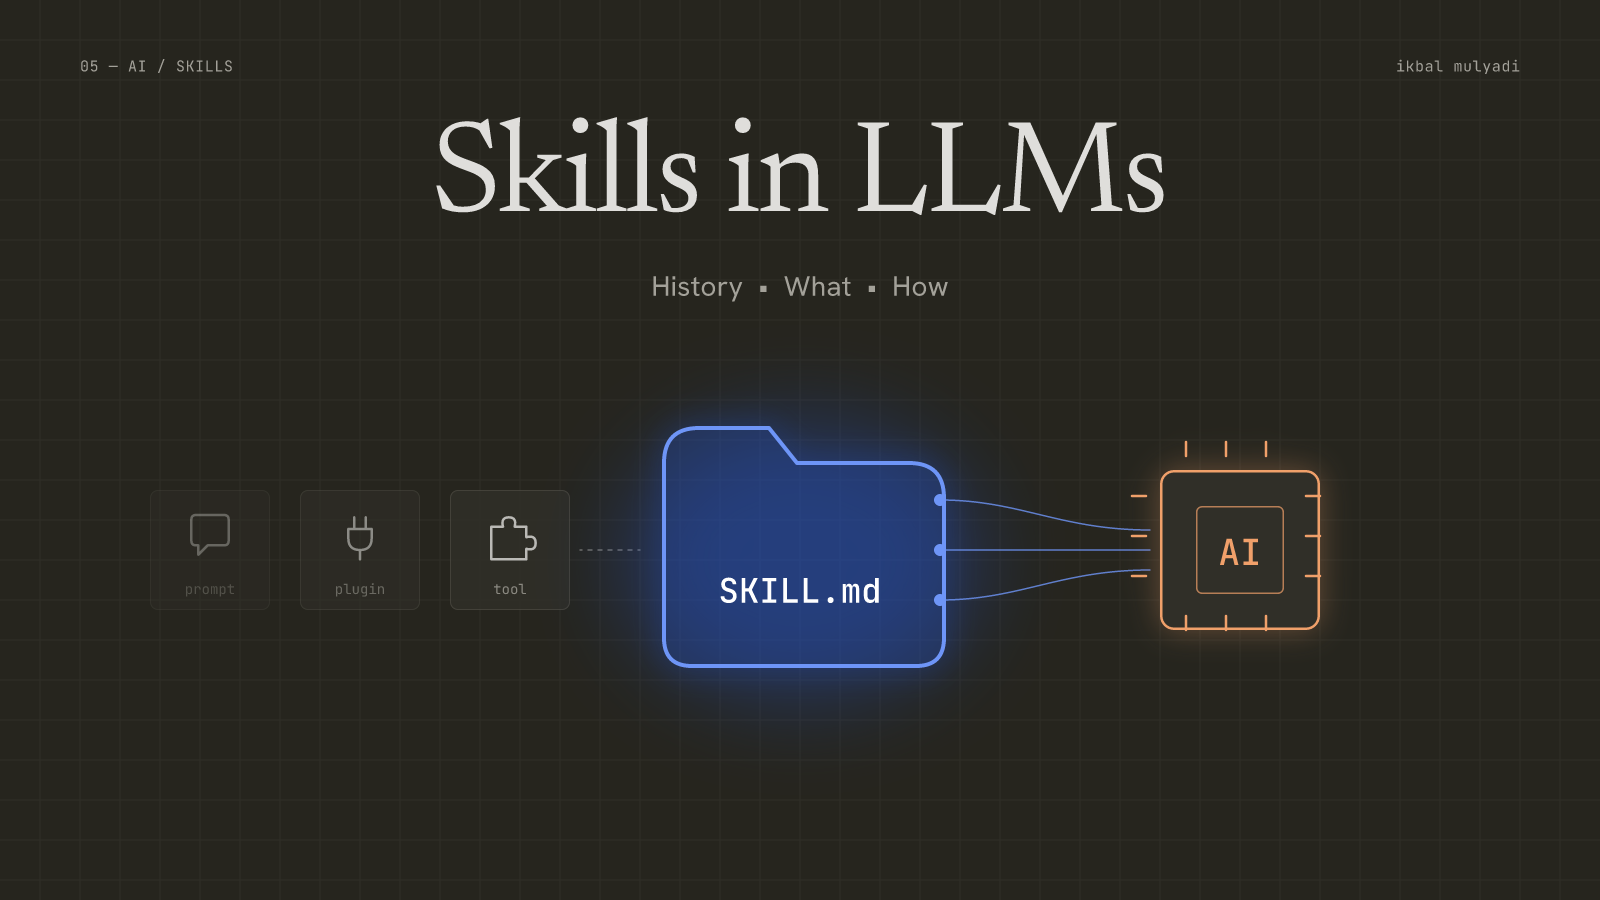 05 — AI / SKILLS
ikbal mulyadi
Skills in LLMs
History ▪ What ▪ How
prompt
plugin
tool
SKILL.md
AI